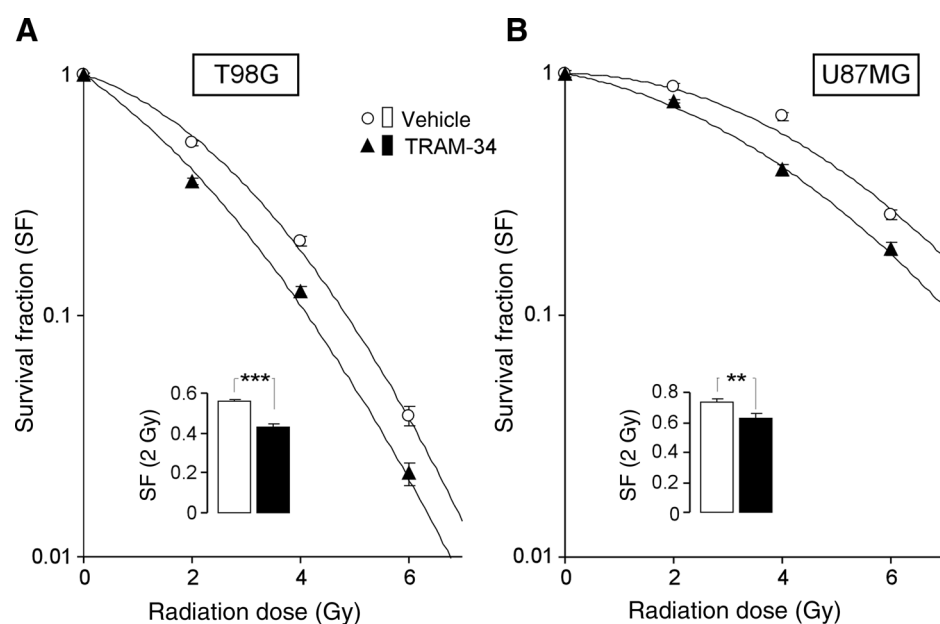 A
T98G
Vehicle
TRAM-34
Survival fraction (SF)
1
0.1
0.01
0
2
4
6
Radiation dose (Gy)
SF (2 Gy)
0.6
0.4
0.2
0
***
B
U87MG
Survival fraction (SF)
1
0.1
0.01
0
2
4
6
Radiation dose (Gy)
SF (2 Gy)
0.8
0.6
0.4
0.2
0
**